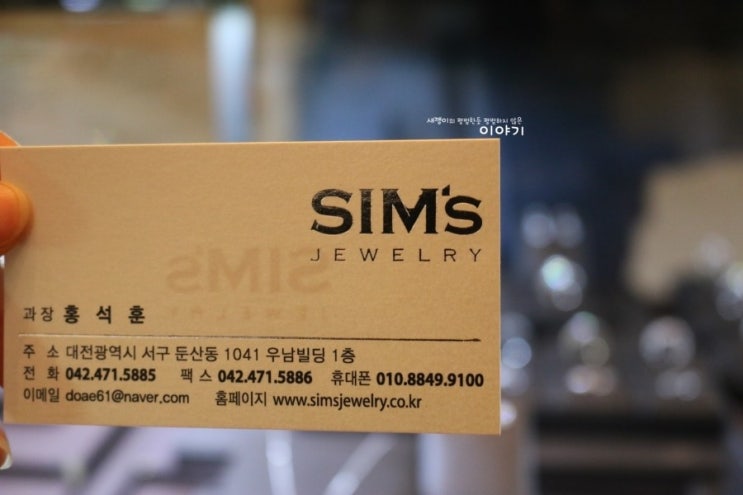 새깽이의 평범한듯 평범하지 않은
이야기
SIM's
JEWELRY
과장 홍 석 훈
주 소 대전광역시 서구 둔산동 1041 우남빌딩 1층
전 화 042.471.5885 팩 스 042.471.5886 휴대폰 010.8849.9100
이메일 doae61@naver.com 홈페이지 www.simsjewelry.co.kr